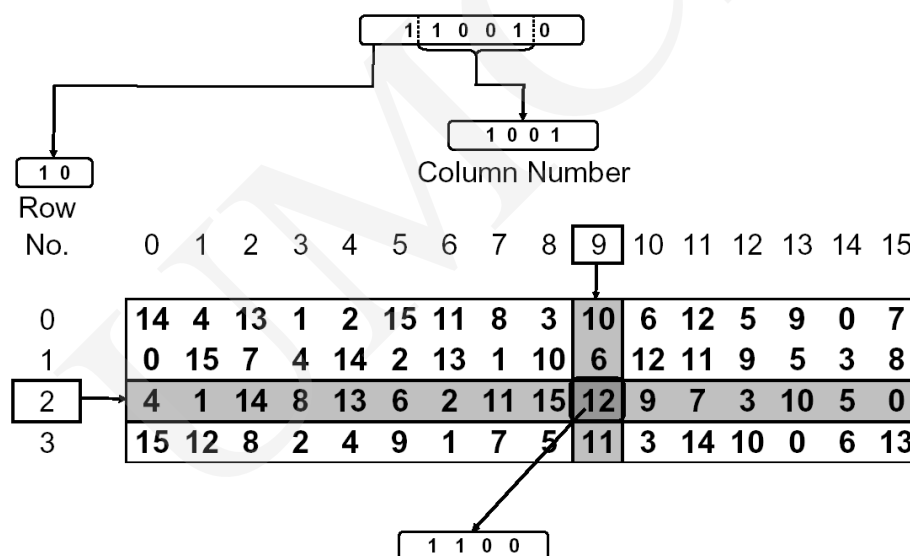 1 1 0 0 1 0
1 0 0 1
Column Number
1 0
Row
No. 0 1 2 3 4 5 6 7 8 9 10 11 12 13 14 15
0 14 4 13 1 2 15 11 8 3 10 6 12 5 9 0 7
1 0 15 7 4 14 2 13 1 10 6 12 11 9 5 3 8
2 4 1 14 8 13 6 2 11 15 12 9 7 3 10 5 0
3 15 12 8 2 4 9 1 7 5 11 3 14 10 0 6 13
1 1 0 0